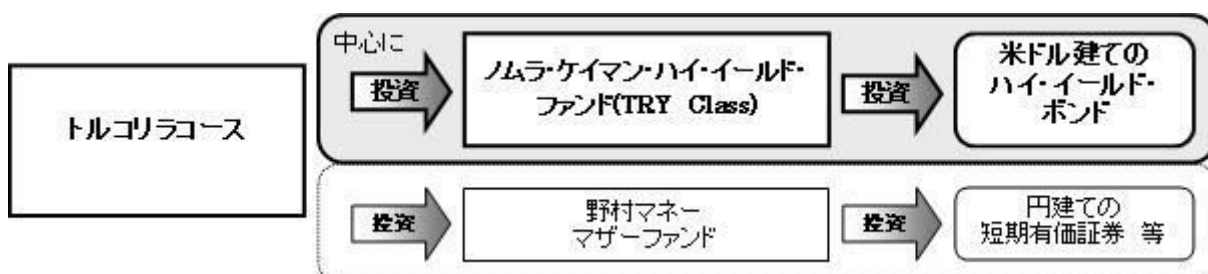 トルコリラコース
中心に
投資
ノムラ・ケイマン・ハイ・イールド・
ファンド(TRY Class)
投資
米ドル建ての
ハイ・イールド・
ボンド
投資
野村マネー
マザーファンド
投資
円建ての
短期有価証券 等